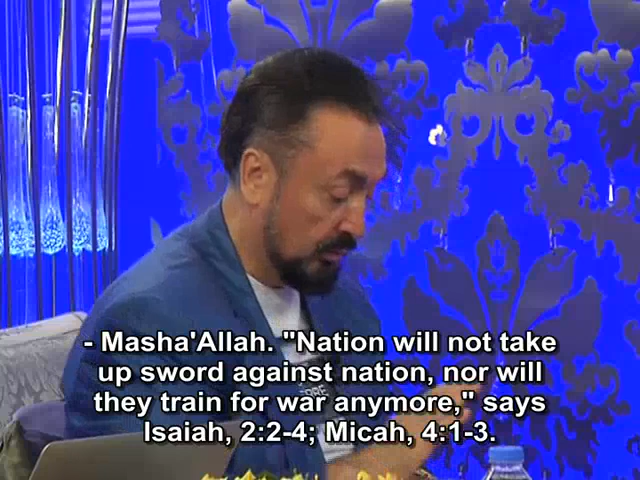 - Masha'Allah. "Nation will not take
up sword against nation, nor will
they train for war anymore," says
Isaiah, 2:2-4; Micah, 4:1-3.